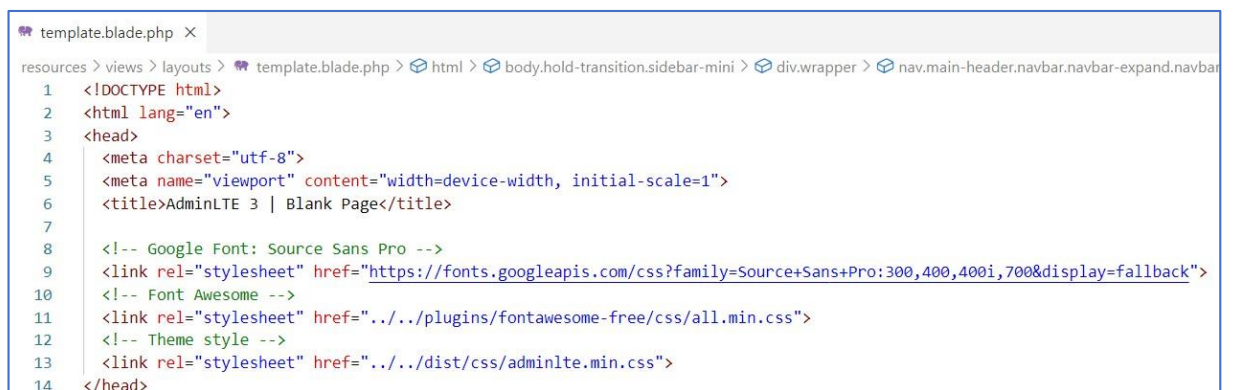 template.blade.php ×
resources > views > layouts > template.blade.php > html > body.hold-transition.sidebar-mini > div.wrapper > nav.main-header.navbar.navbar-expand.navbar
1 <!DOCTYPE html>
2 <html lang="en">
3 <head>
4 <meta charset="utf-8">
5 <meta name="viewport" content="width=device-width, initial-scale=1">
6 <title>AdminLTE 3 | Blank Page</title>
7
8 <!-- Google Font: Source Sans Pro -->
9 <link rel="stylesheet" href="https://fonts.googleapis.com/css?family=Source+Sans+Pro:300,400,400i,700&display=fallback">
10 <!-- Font Awesome -->
11 <link rel="stylesheet" href="../../plugins/fontawesome-free/css/all.min.css">
12 <!-- Theme style -->
13 <link rel="stylesheet" href="../../dist/css/adminlte.min.css">
14 </head>